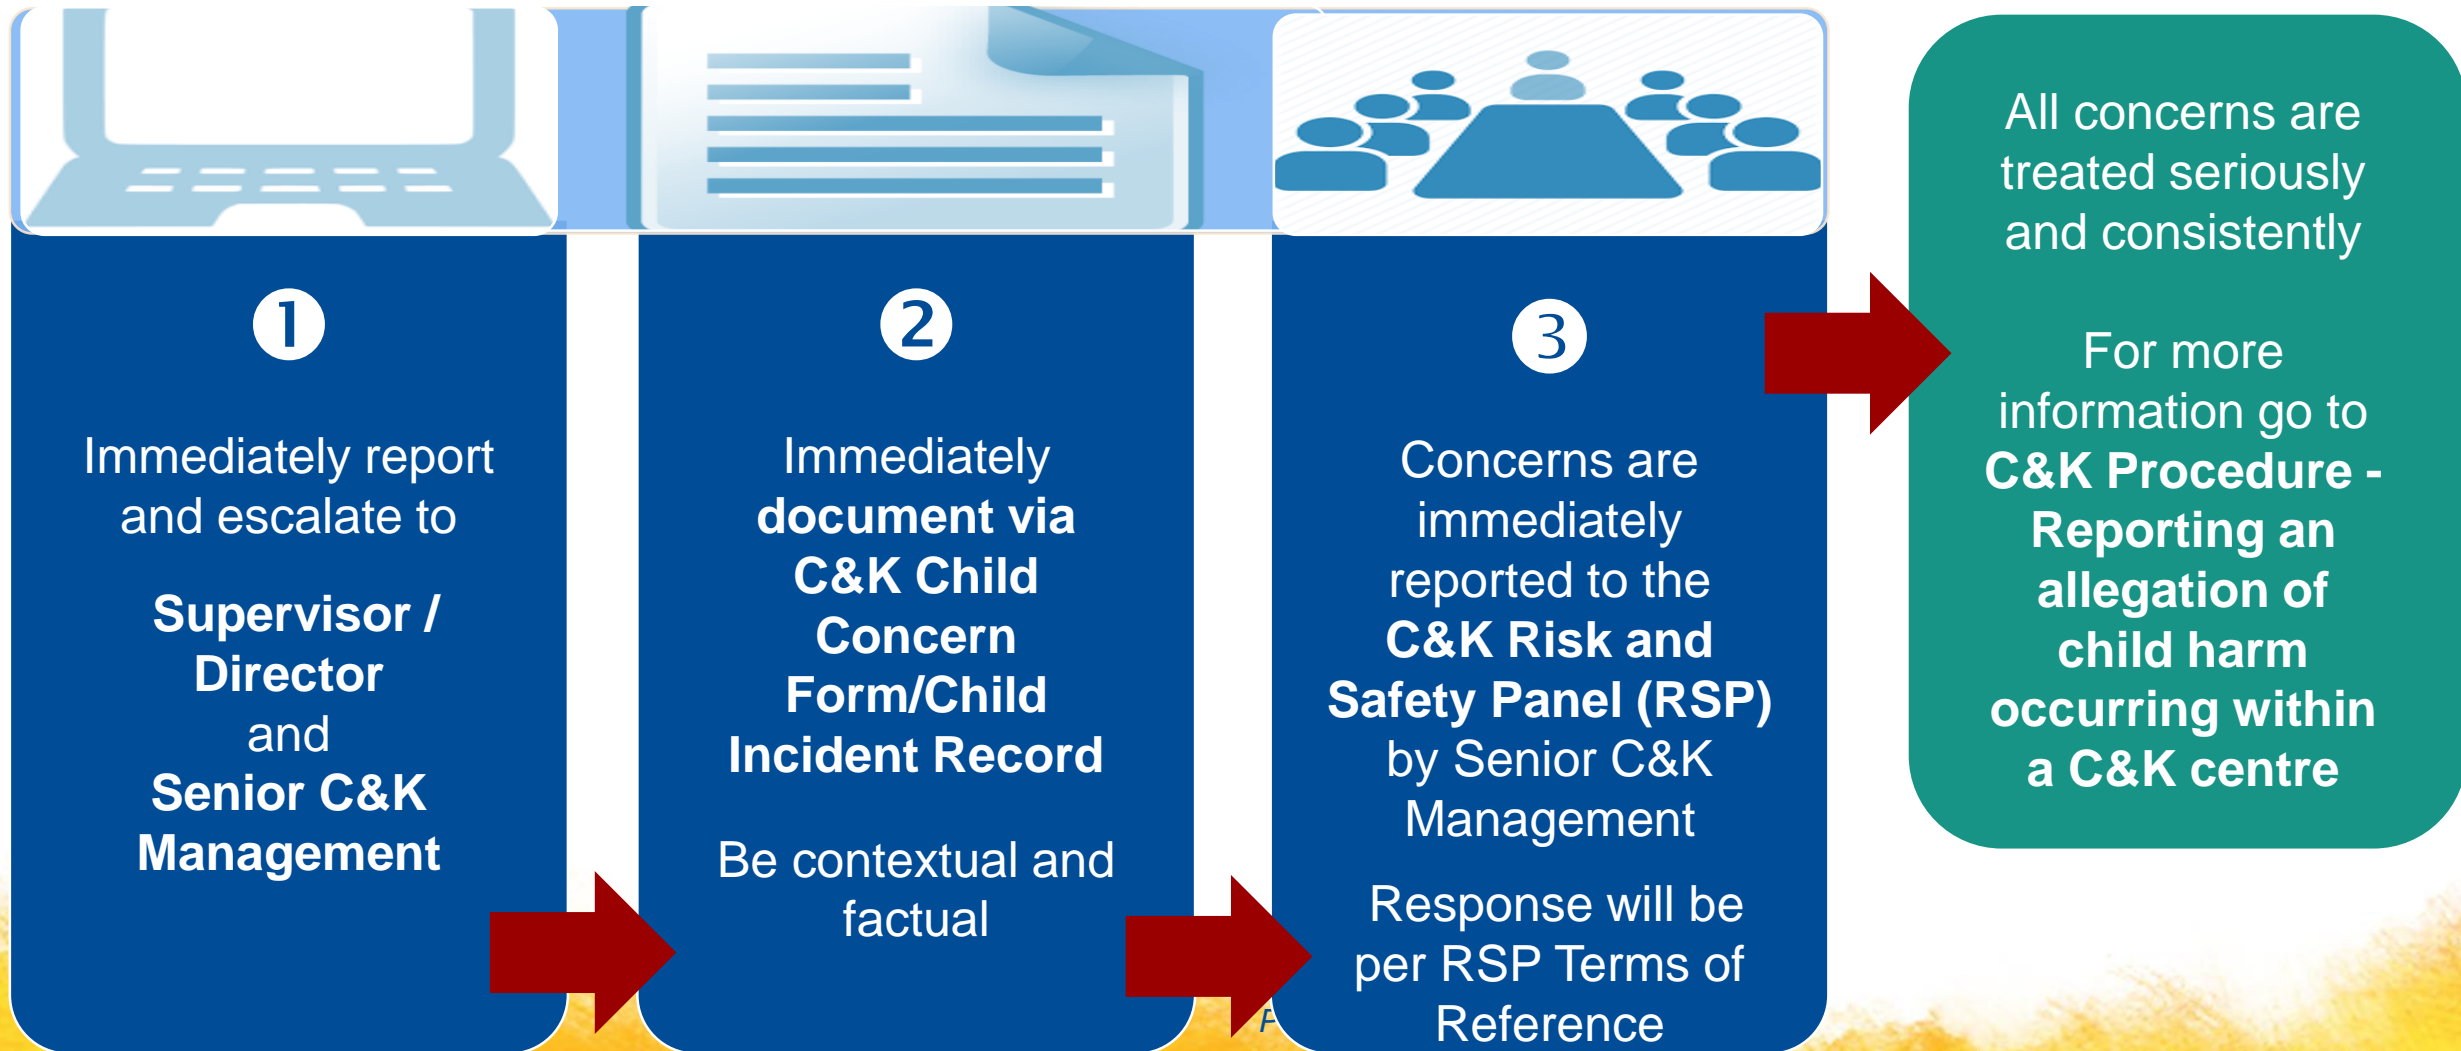 ❶
Immediately report
and escalate to
Supervisor /
Director
and
Senior C&K
Management
❷
Immediately
document via
C&K Child
Concern
Form/Child
Incident Record
Be contextual and
factual
3
Concerns are
immediately
reported to the
C&K Risk and
Safety Panel (RSP)
by Senior C&K
Management
Response will be
per RSP Terms of
Reference
All concerns are
treated seriously
and consistently
For more
information go to
C&K Procedure -
Reporting an
allegation of
child harm
occurring within
a C&K centre